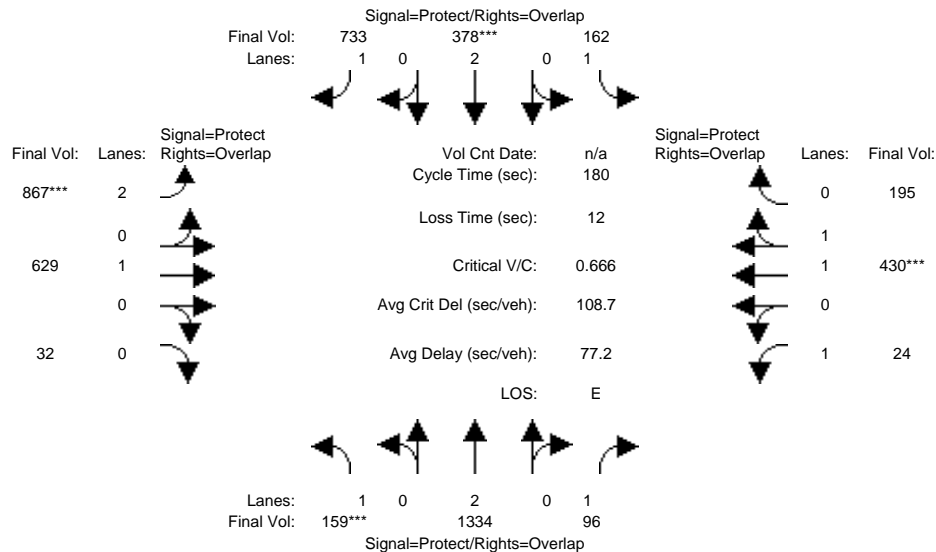 Signal=Protect/Rights=Overlap
Final Vol: 733 378*** 162
Lanes: 1 0 2 0 1
Signal=Protect Signal=Protect
Final Vol: Lanes: Rights=Overlap Vol Cnt Date: n/a Rights=Overlap Lanes: Final Vol:
Cycle Time (sec): 180
867*** 2 0 195
Loss Time (sec): 12
0 1
629 1 Critical V/C: 0.666 1 430***
0 Avg Crit Del (sec/veh): 108.7 0
32 0 Avg Delay (sec/veh): 77.2 1 24
LOS: E
Lanes: 1 0 2 0 1
Final Vol: 159*** 1334 96
Signal=Protect/Rights=Overlap